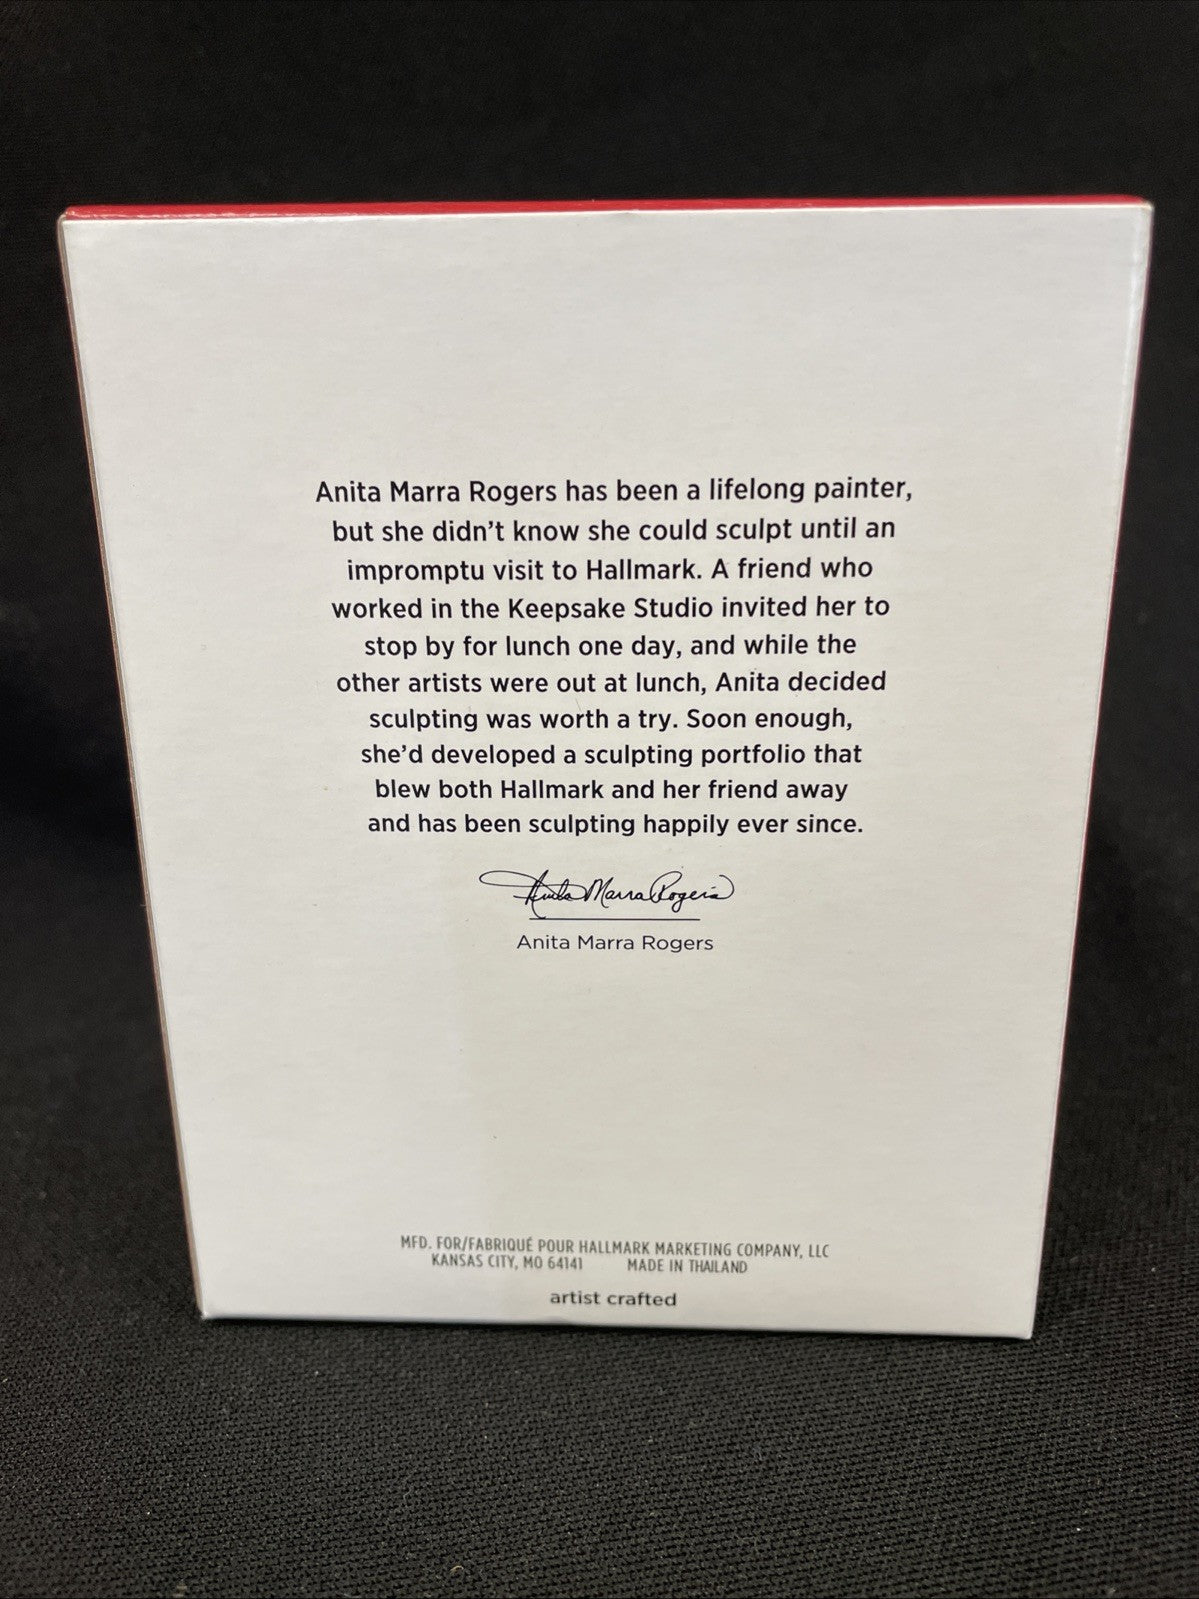 Anita Marra Rogers has been a lifelong painter,
but she didn't know she could sculpt until an
impromptu visit to Hallmark. A friend who
worked in the Keepsake Studio invited her to
stop by for lunch one day, and while the
other artists were out at lunch, Anita decided
sculpting was worth a try. Soon enough,
she'd developed a sculpting portfolio that
blew both Hallmark and her friend away
and has been sculpting happily ever since.
Anita Marra Rogers
Anita Marra Rogers
MFD. FOR/FABRIQUÉ POUR HALLMARK MARKETING COMPANY, LLC
KANSAS CITY, MO 64141 MADE IN THAILAND
artist crafted